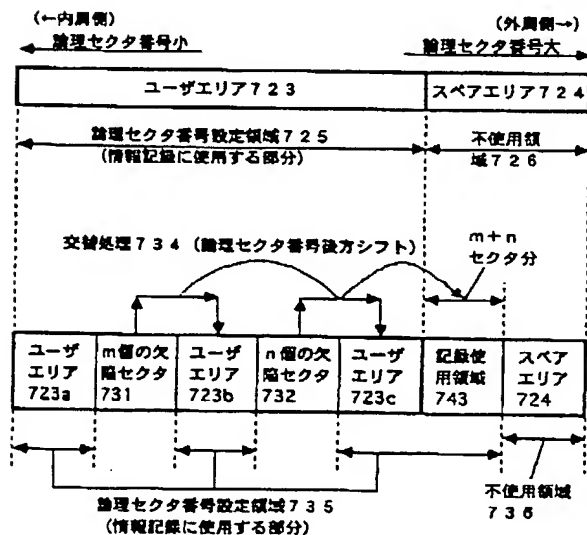 (←内周側)
論理セクタ番号小
(外周側→)
論理セクタ番号大
ユーザエリア723
スペアエリア724
論理セクタ番号設定領域725
(情報記録に使用する部分)
不使用領
域726
交替処理734(論理セクタ番号後方シフト)
m+n
セクタ分
ユーザ
エリア
723a
m個の欠
陥セクタ
731
ユーザ
エリア
723b
n個の欠
陥セクタ
732
ユーザ
エリア
723c
記録使
用領域
743
スペア
エリア
724
論理セクタ番号設定領域735
(情報記録に使用する部分)
不使用領域
736